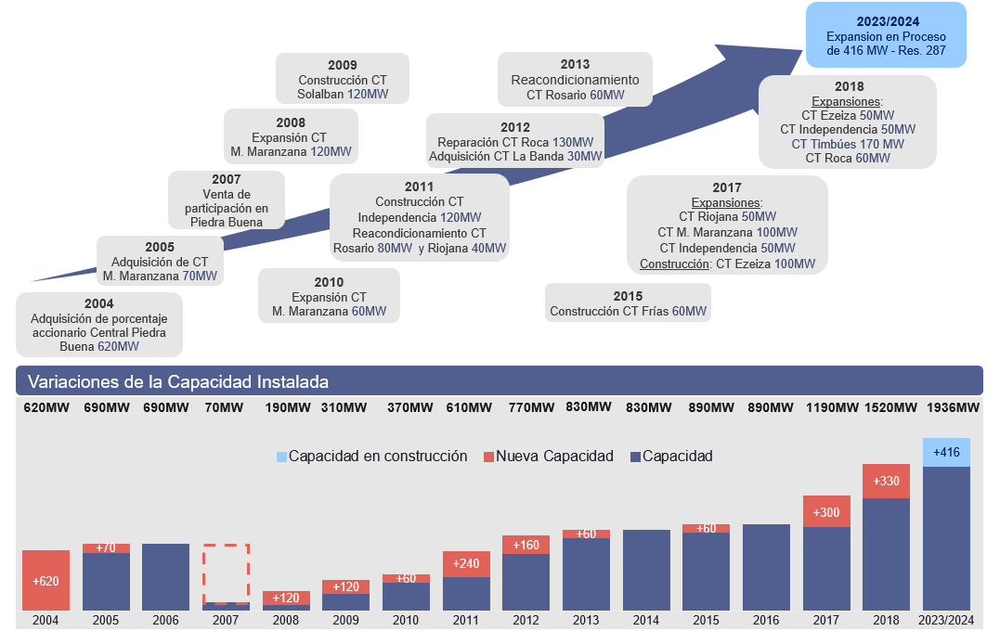 2023/2024
Expansion en Proceso
de 416 MW - Res. 287
2009
Construcción CT
Solalban 120MW
2013
Reacondicionamiento
CT Rosario 60MW
2018
Expansiones:
CT Ezeiza 50MW
CT Independencia 50MW
CT Timbúes 170 MW
CT Roca 60MW
2008
Expansión CT
M. Maranzana 120MW
2012
Reparación CT Roca 130MW
Adquisición CT La Banda 30MW
2007
Venta de
participación en
Piedra Buena
2011
Construcción CT
Independencia 120MW
Reacondicionamiento CT
Rosario 80MW y Riojana 40MW
2017
Expansiones:
CT Riojana 50MW
CT M. Maranzana 100MW
CT Independencia 50MW
Construcción: CT Ezeiza 100MW
2005
Adquisición de CT
M. Maranzana 70MW
2010
Expansión CT
M. Maranzana 60MW
2015
Construcción CT Frías 60MW
2004
Adquisición de porcentaje
accionario Central Piedra
Buena 620MW
Variaciones de la Capacidad Instalada
620MW 690MW 690MW 70MW 190MW 310MW 370MW 610MW 770MW 830MW 830MW 890MW 890MW 1190MW 1520MW 1936MW
Capacidad en construcción Nueva Capacidad Capacidad
+416
+330
+300
+60
+60
+160
+240
+60
+120
+120
+70
+620
2004 2005 2006 2007 2008 2009 2010 2011 2012 2013 2014 2015 2016 2017 2018 2023/2024